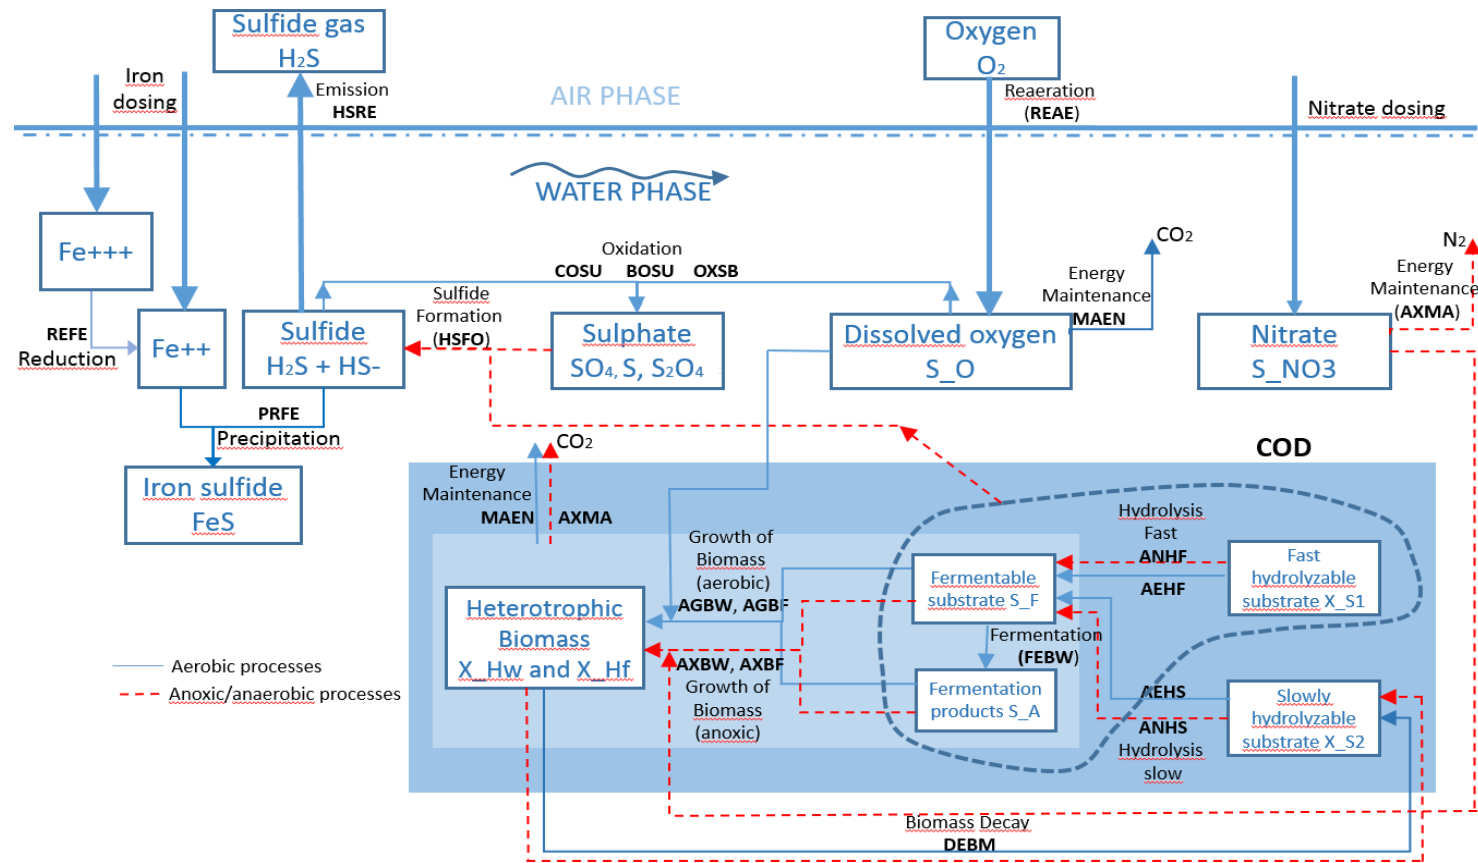 Sulfide gas
H₂S
Oxygen
O₂
Iron
dosing
Emission
HSRE
AIR PHASE
Reaeration
(REAE)
Nitrate dosing
WATER PHASE
Fe+++
Oxidation
COSU BOSU OXSB
CO₂
N₂
Energy
Maintenance
MAEN
Energy
Maintenance
(AXMA)
Sulfide
Formation
(HSFO)
REFE
Reduction
Fe++
Sulfide
H₂S + HS-
Sulphate
SO₄, S, S₂O₄
Dissolved oxygen
S_O
Nitrate
S_NO3
PRFE
Precipitation
Iron sulfide
FeS
CO₂
COD
Energy
Maintenance
MAEN
AXMA
Growth of
Biomass
(aerobic)
AGBW, AGBF
Hydrolysis
Fast
ANHF
AEHF
Fermentable
substrate S_F
Fast
hydrolyzable
substrate X_S1
Heterotrophic
Biomass
X_Hw and X_Hf
Fermentation
(FEBW)
AXBW, AXBF
Growth of
Biomass
(anoxic)
Fermentation
products S_A
AEHS
ANHS
Hydrolysis
slow
Slowly
hydrolyzable
substrate X_S2
Aerobic processes
Anoxic/anaerobic processes
Biomass Decay
DEBM